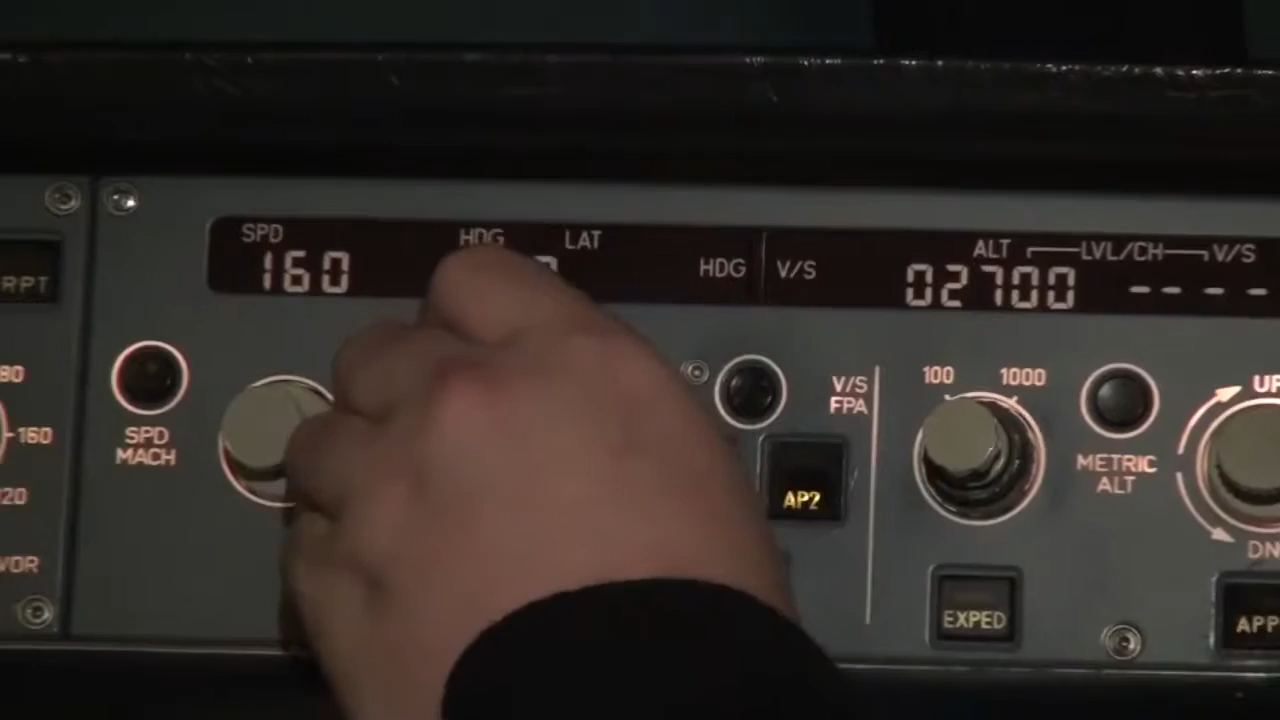 SPD HDG LAT ALT LVL/CH V/S
160 HDG V/S 02700 ----
RPT
80
100 1000
UP
V/S
FPA
160
SPD
MACH
METRIC
ALT
20
AP2
VOR
DN
EXPED
APP